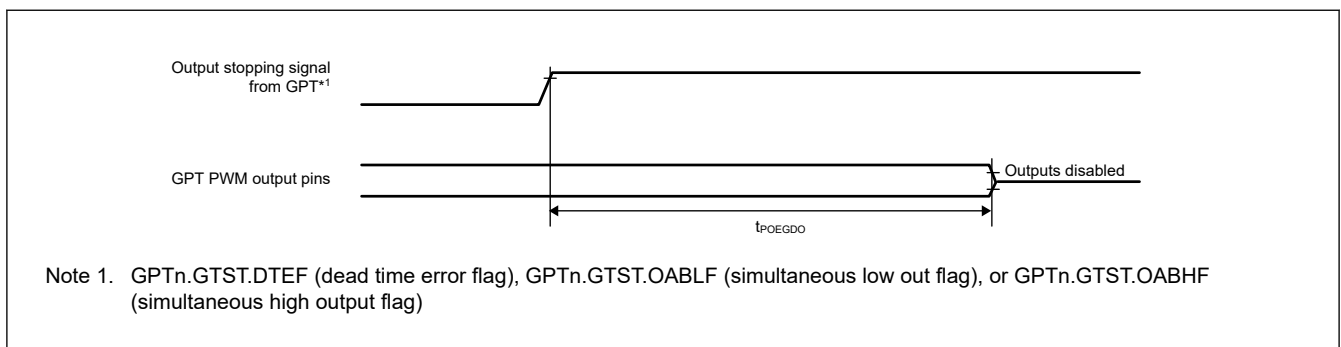 Output stopping signal
from GPT*1
GPT PWM output pins
Outputs disabled
tPOEGDO
Note 1. GPTn.GTST.DTEF (dead time error flag), GPTn.GTST.OABLF (simultaneous low out flag), or GPTn.GTST.OABHF
(simultaneous high output flag)